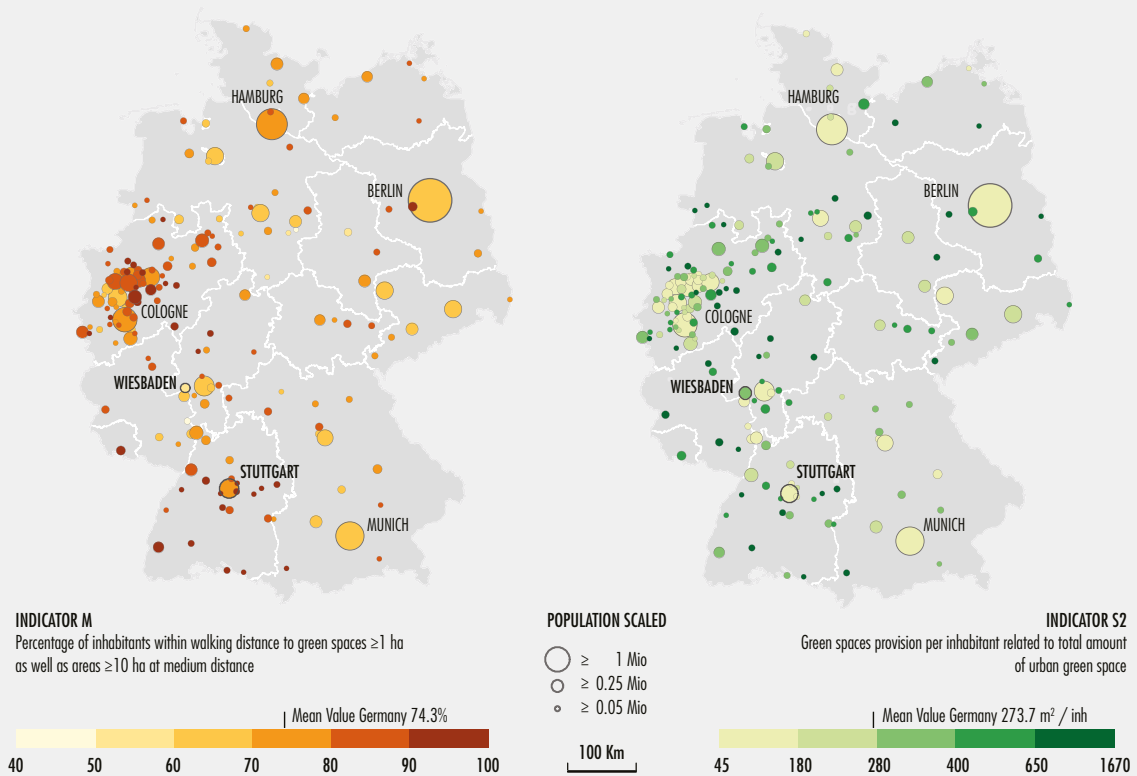 HAMBURG
BERLIN
COLOGNE
WIESBADEN
STUTTGART
MUNICH
HAMBURG
BERLIN
COLOGNE
WIESBADEN
STUTTGART
MUNICH
INDICATOR M
Percentage of inhabitants within walking distance to green spaces ≥1 ha
as well as areas ≥10 ha at medium distance
Mean Value Germany 74.3%
40 50 60 70 80 90 100
POPULATION SCALED
≥ 1 Mio
≥ 0.25 Mio
≥ 0.05 Mio
100 Km
INDICATOR S2
Green spaces provision per inhabitant related to total amount
of urban green space
Mean Value Germany 273.7 m² / inh
45 180 280 400 650 1670